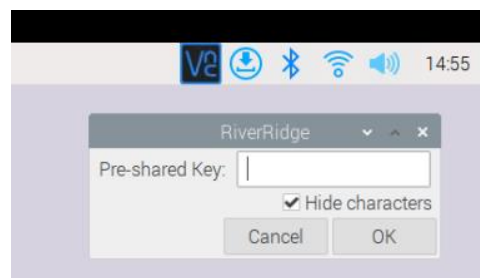 V2 14:55
RiverRidge
Pre-shared Key:
Hide characters
Cancel OK